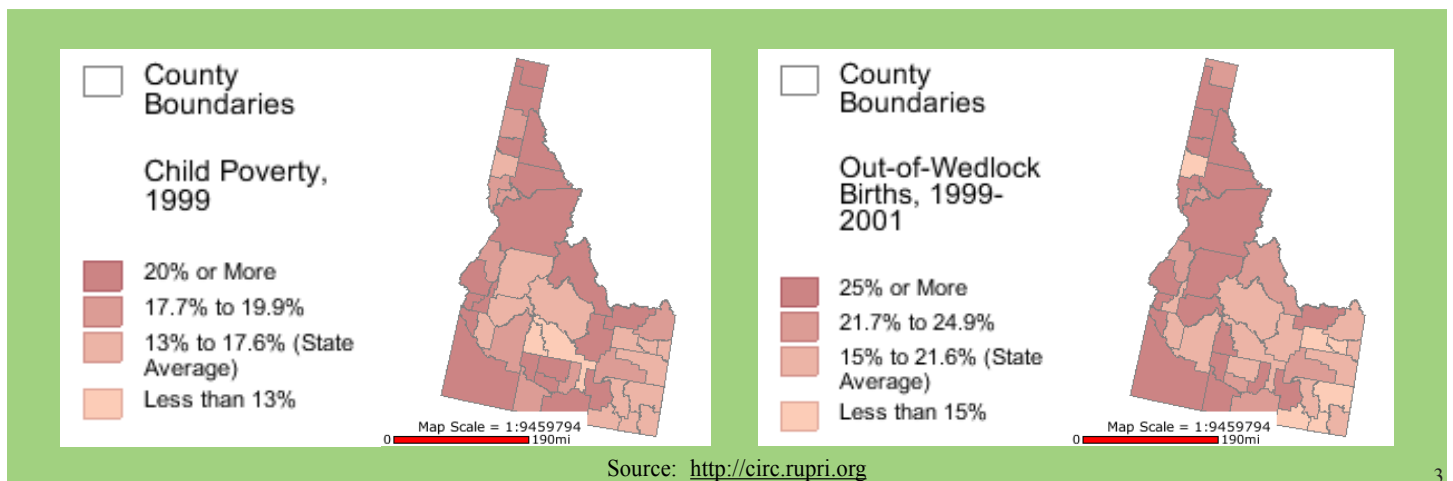 County
Boundaries
Child Poverty,
1999
20% or More
17.7% to 19.9%
13% to 17.6% (State
Average)
Less than 13%
Map Scale = 1:9459794
0 190mi
County
Boundaries
Out-of-Wedlock
Births, 1999-
2001
25% or More
21.7% to 24.9%
15% to 21.6% (State
Average)
Less than 15%
Map Scale = 1:9459794
0 190mi
Source: http://circ.rupri.org
3